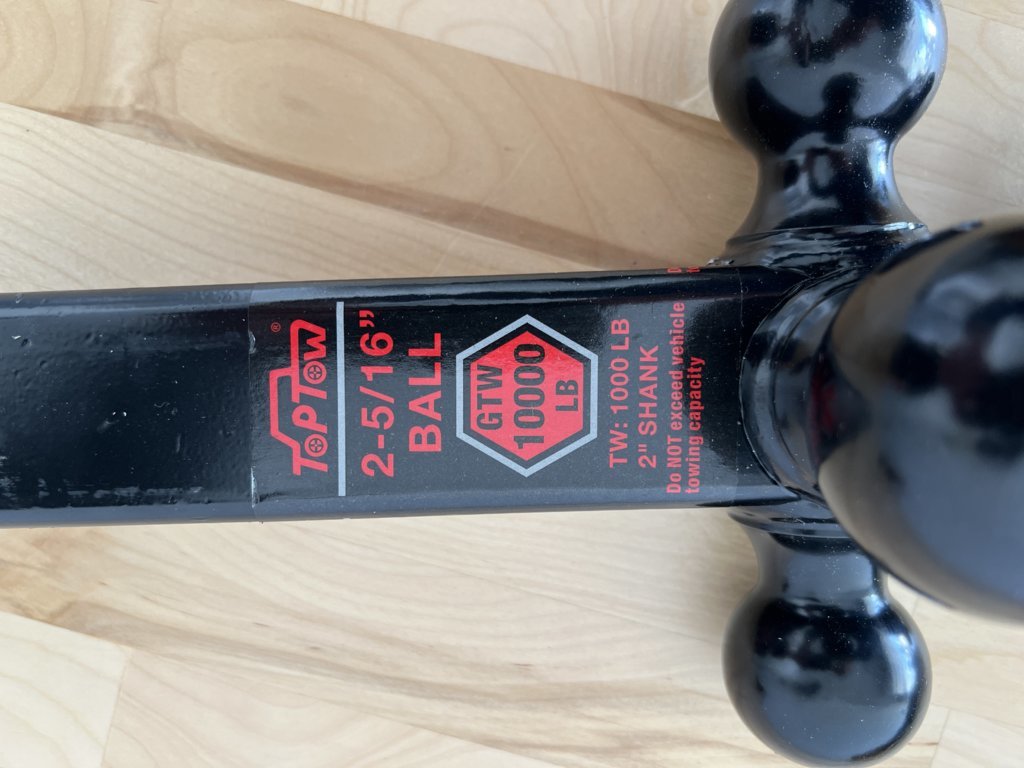 TOPTOW®
2-5/16”
BALL
GTW
10000
LB
TW: 1000 LB
2" SHANK
Do NOT exceed vehicle
towing capacity